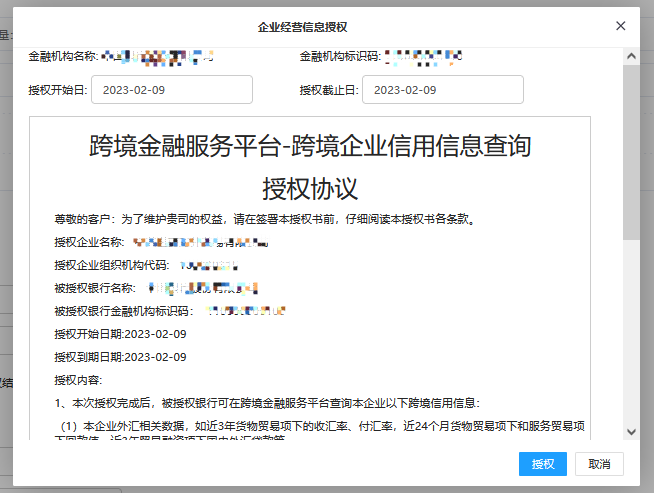 企业经营信息授权
金融机构名称: 金融机构标识码:
授权开始日: 2023-02-09 授权截止日: 2023-02-09
跨境金融服务平台-跨境企业信用信息查询
授权协议
尊敬的客户：为了维护贵司的权益，请在签署本授权书前，仔细阅读本授权书各条款。
授权企业名称:
授权企业组织机构代码:
被授权银行名称:
被授权银行金融机构标识码：
授权开始日期:2023-02-09
授权到期日期:2023-02-09
授权内容:
1、本次授权完成后，被授权银行可在跨境金融服务平台查询本企业以下跨境信用信息：
（1）本企业外汇相关数据，如近3年货物贸易项下的收汇率、付汇率，近24个月货物贸易项下和服务贸易项
授权 取消